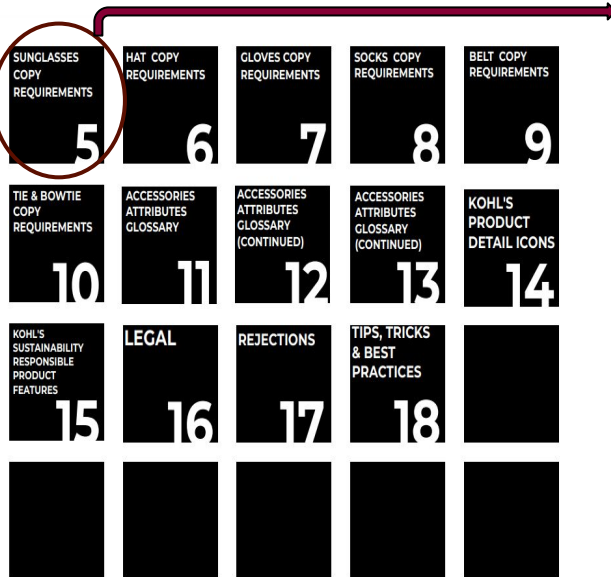 SUNGLASSES
COPY
REQUIREMENTS
5
HAT COPY
REQUIREMENTS
6
GLOVES COPY
REQUIREMENTS
7
SOCKS COPY
REQUIREMENTS
8
BELT COPY
REQUIREMENTS
9
TIE & BOWTIE
COPY
REQUIREMENTS
10
ACCESSORIES
ATTRIBUTES
GLOSSARY
11
ACCESSORIES
ATTRIBUTES
GLOSSARY
(CONTINUED)
12
ACCESSORIES
ATTRIBUTES
GLOSSARY
(CONTINUED)
13
KOHL'S
PRODUCT
DETAIL ICONS
14
KOHL'S
SUSTAINABILITY
RESPONSIBLE
PRODUCT
FEATURES
15
LEGAL
16
REJECTIONS
17
TIPS, TRICKS
& BEST
PRACTICES
18